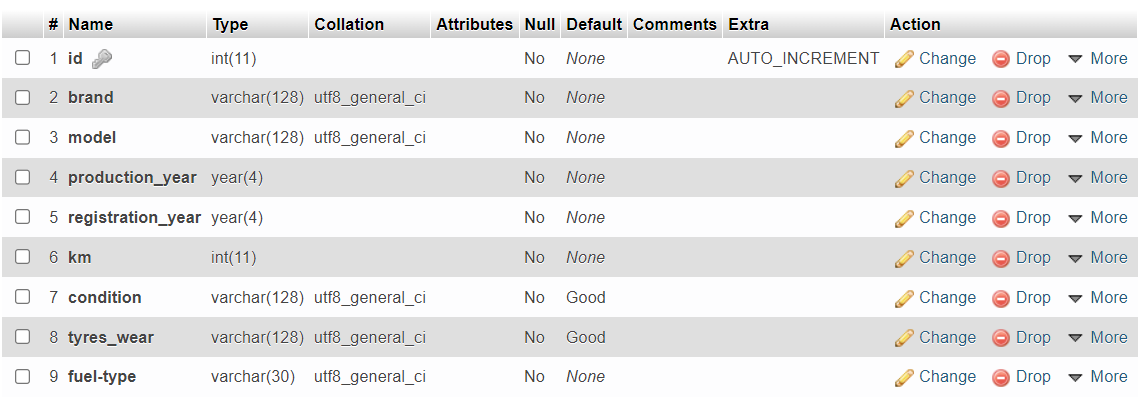 # Name Type Collation Attributes Null Default Comments Extra Action
1 id int(11) No None AUTO_INCREMENT Change Drop More
2 brand varchar(128) utf8_general_ci No None Change Drop More
3 model varchar(128) utf8_general_ci No None Change Drop More
4 production_year year(4) No None Change Drop More
5 registration_year year(4) No None Change Drop More
6 km int(11) No None Change Drop More
7 condition varchar(128) utf8_general_ci No Good Change Drop More
8 tyres_wear varchar(128) utf8_general_ci No Good Change Drop More
9 fuel-type varchar(30) utf8_general_ci No None Change Drop More